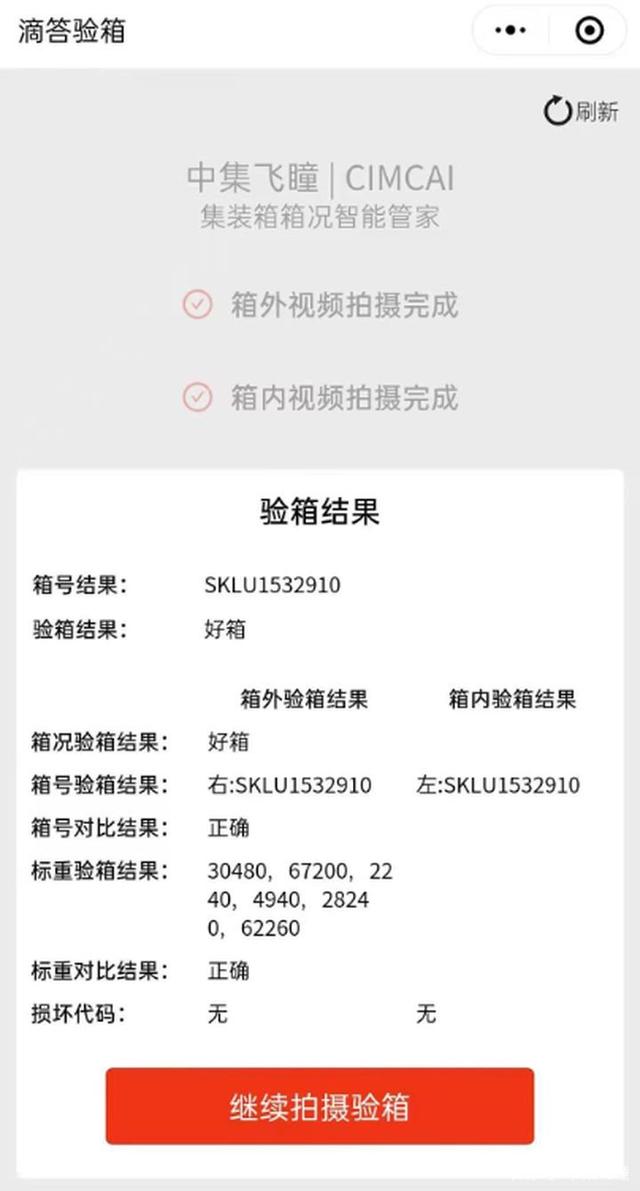 滴答验箱
刷新
中集飞瞳 | CIMCAI
集装箱箱况智能管家
箱外视频拍摄完成
箱内视频拍摄完成
验箱结果
箱号结果： SKLU1532910
验箱结果： 好箱
箱外验箱结果 箱内验箱结果
箱况验箱结果： 好箱
箱号验箱结果： 右:SKLU1532910 左:SKLU1532910
箱号对比结果： 正确
标重验箱结果： 30480，67200，22
40，4940，2824
0，62260
标重对比结果： 正确
损坏代码： 无 无
继续拍摄验箱